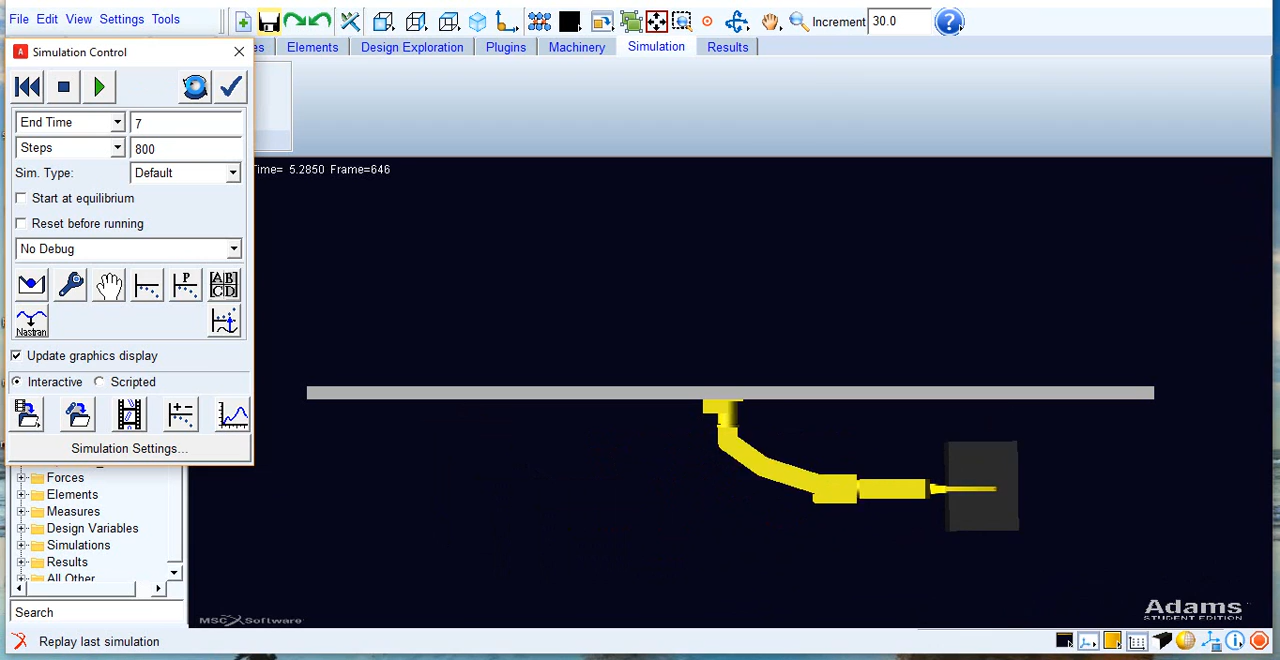 File Edit View Settings Tools
Increment 30.0
?
Simulation Control
es Elements Design Exploration Plugins Machinery Simulation Results
End Time 7
Steps 800
Sim. Type: Default
Time= 5.2850 Frame=646
Start at equilibrium
Reset before running
No Debug
P
AB
CD
Nastran
Update graphics display
Interactive Scripted
Simulation Settings...
Forces
Elements
Measures
Design Variables
Simulations
Results
All Other
Search
MSC Software
Adams
STUDENT EDITION
Replay last simulation